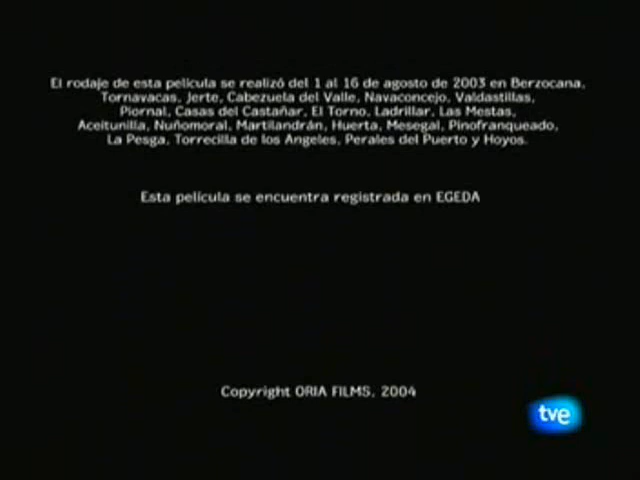 El rodaje de esta película se realizó del 1 al 16 de agosto de 2003 en Berzocana,
Tornavacas, Jerte, Cabezuela del Valle, Navaconcejo, Valdastillas,
Piornal, Casas del Castañar, El Torno. Ladrillar, Las Mestas,
Aceitunilla, Nuñomoral, Martilandrán, Huerta, Mesegal, Pinofranqueado,
La Pesga, Torrecilla de los Angeles, Perales del Puerto y Hoyos.
Esta película se encuentra registrada en EGEDA
Copyright ORIA FILMS, 2004
tve